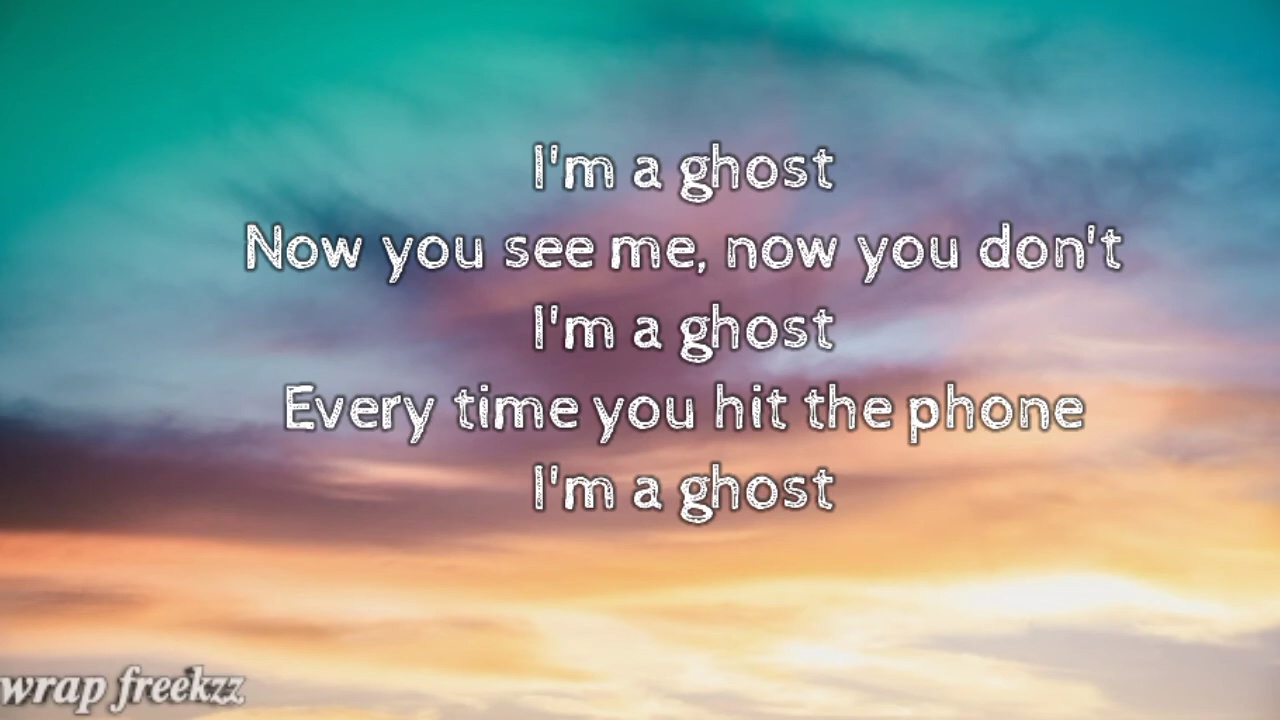 I'm a ghost
Now you see me, now you don't
I'm a ghost
Every time you hit the phone
I'm a ghost
wrap freekzz